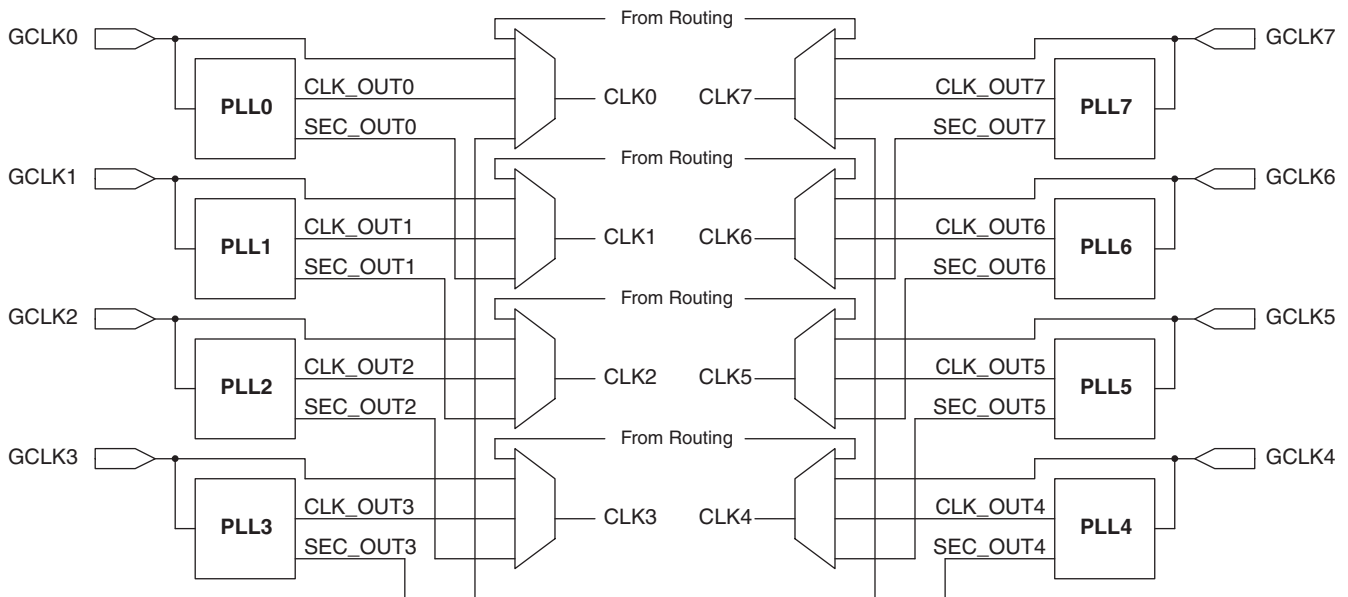 From Routing
GCLK0 GCLK7
CLK_OUT0 CLK_OUT7
PLL0 CLK0 CLK7 PLL7
SEC_OUT0 SEC_OUT7
From Routing
GCLK1 GCLK6
CLK_OUT1 CLK_OUT6
PLL1 CLK1 CLK6 PLL6
SEC_OUT1 SEC_OUT6
From Routing
GCLK2 GCLK5
CLK_OUT2 CLK_OUT5
PLL2 CLK2 CLK5 PLL5
SEC_OUT2 SEC_OUT5
From Routing
GCLK3 GCLK4
CLK_OUT3 CLK_OUT4
PLL3 CLK3 CLK4 PLL4
SEC_OUT3 SEC_OUT4